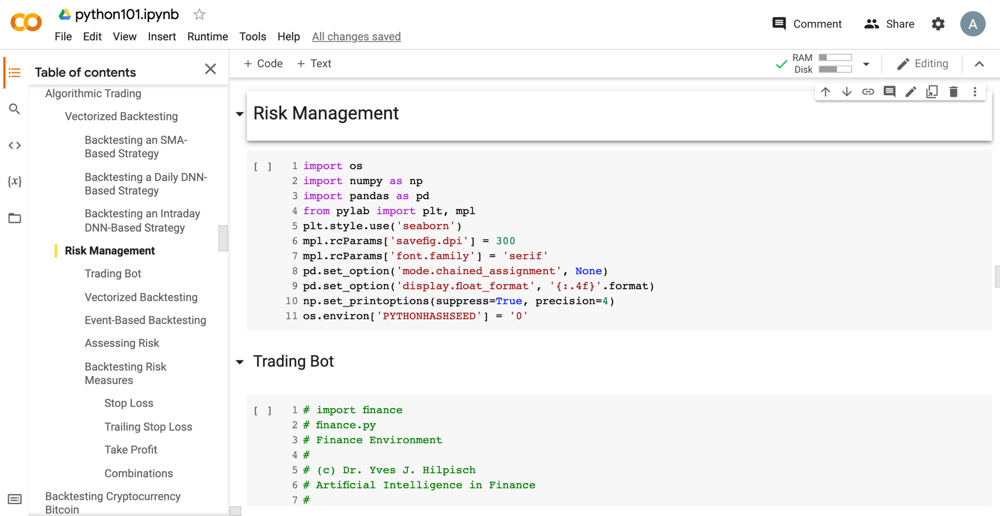 python101.ipynb
File Edit View Insert Runtime Tools Help All changes saved
Comment Share A
Table of contents
Algorithmic Trading
Vectorized Backtesting
Backtesting an SMA-
Based Strategy
Backtesting a Daily DNN-
Based Strategy
Backtesting an Intraday
DNN-Based Strategy
Risk Management
Trading Bot
Vectorized Backtesting
Event-Based Backtesting
Assessing Risk
Backtesting Risk
Measures
Stop Loss
Trailing Stop Loss
Take Profit
Combinations
Backtesting Cryptocurrency
Bitcoin
{x}
+ Code + Text
RAM
Disk
Editing
Risk Management
[ ]
1 import os
2 import numpy as np
3 import pandas as pd
4 from pylab import plt, mpl
5 plt.style.use('seaborn')
6 mpl.rcParams['savefig.dpi'] = 300
7 mpl.rcParams['font.family'] = 'serif'
8 pd.set_option('mode.chained_assignment', None)
9 pd.set_option('display.float_format', '{:.4f}'.format)
10 np.set_printoptions(suppress=True, precision=4)
11 os.environ['PYTHONHASHSEED'] = '0'
Trading Bot
[ ]
1 # import finance
2 # finance.py
3 # Finance Environment
4 #
5 # (c) Dr. Yves J. Hilpisch
6 # Artificial Intelligence in Finance
7 #